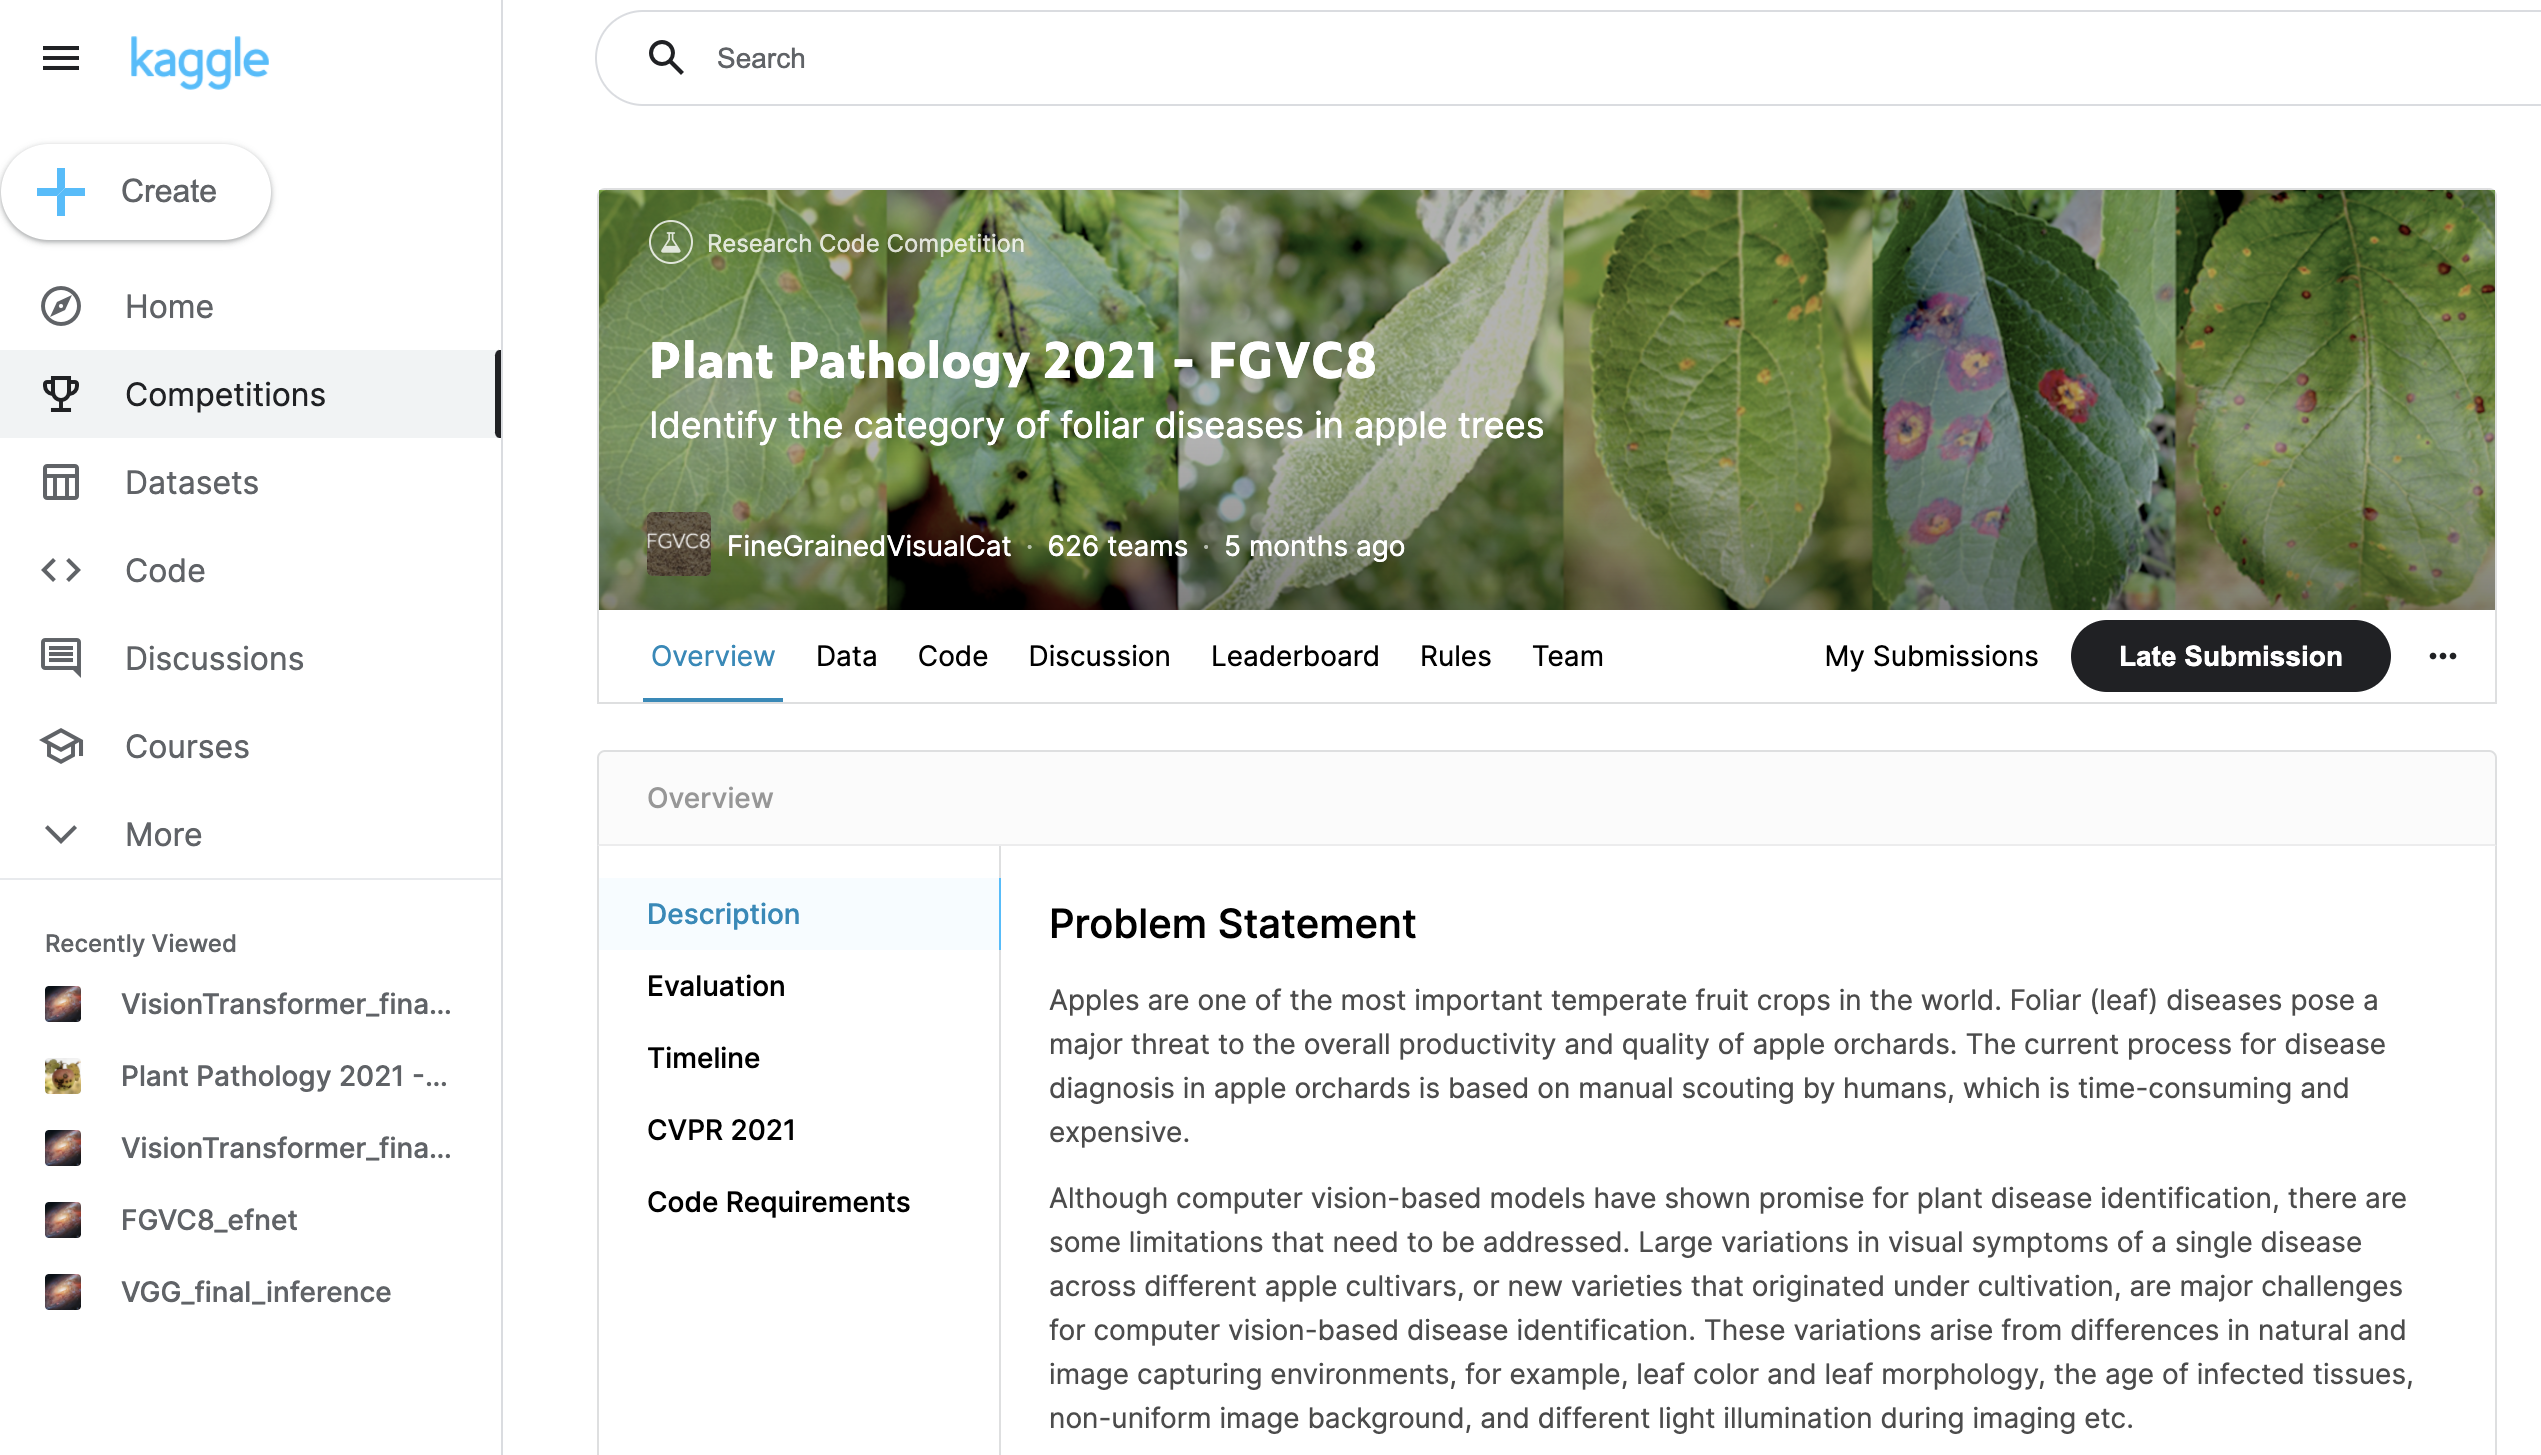 kaggle
Search
Create
Home
Competitions
Datasets
Code
Discussions
Courses
More
Recently Viewed
VisionTransformer_fina...
Plant Pathology 2021 -...
VisionTransformer_fina...
FGVC8_efnet
VGG_final_inference
Research Code Competition
Plant Pathology 2021 - FGVC8
Identify the category of foliar diseases in apple trees
FGVC8
FineGrainedVisualCat · 626 teams · 5 months ago
Overview Data Code Discussion Leaderboard Rules Team My Submissions Late Submission
Overview
Description
Evaluation
Timeline
CVPR 2021
Code Requirements
Problem Statement
Apples are one of the most important temperate fruit crops in the world. Foliar (leaf) diseases pose a
major threat to the overall productivity and quality of apple orchards. The current process for disease
diagnosis in apple orchards is based on manual scouting by humans, which is time-consuming and
expensive.
Although computer vision-based models have shown promise for plant disease identification, there are
some limitations that need to be addressed. Large variations in visual symptoms of a single disease
across different apple cultivars, or new varieties that originated under cultivation, are major challenges
for computer vision-based disease identification. These variations arise from differences in natural and
image capturing environments, for example, leaf color and leaf morphology, the age of infected tissues,
non-uniform image background, and different light illumination during imaging etc.